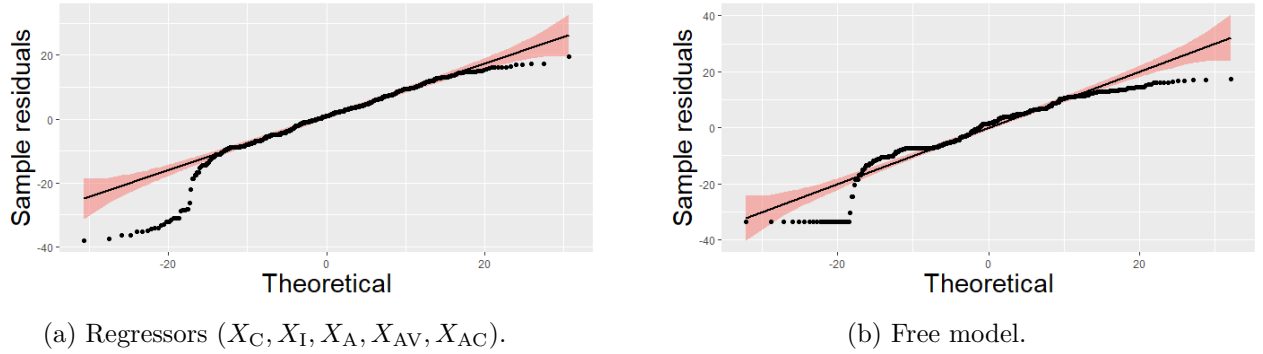 20
0
-20
-40
Sample residuals
-20
0
20
Theoretical
(a) Regressors (X_C, X_I, X_A, X_AV, X_AC).
40
20
0
-20
-40
Sample residuals
-20
0
20
Theoretical
(b) Free model.